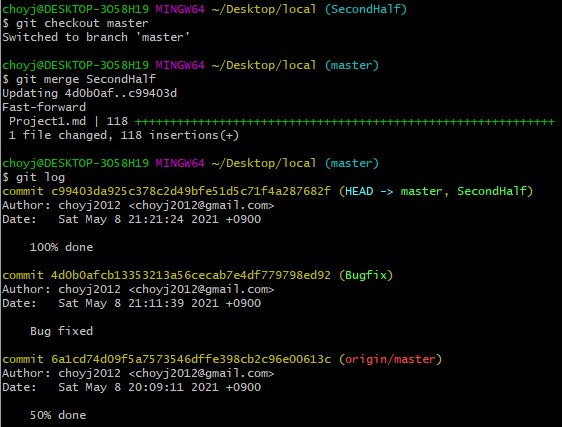 choyj@DESKTOP-3O58H19 MINGW64 ~/Desktop/local (SecondHalf)
$ git checkout master
Switched to branch 'master'
choyj@DESKTOP-3O58H19 MINGW64 ~/Desktop/local (master)
$ git merge SecondHalf
Updating 4d0b0af..c99403d
Fast-forward
Project1.md | 118 ++++++++++++++++++++++++++++++++++++++++++++++++++++++++++++
1 file changed, 118 insertions(+)
choyj@DESKTOP-3O58H19 MINGW64 ~/Desktop/local (master)
$ git log
commit c99403da925c378c2d49bfe51d5c71f4a287682f (HEAD -> master, SecondHalf)
Author: choyj2012 <choyj2012@gmail.com>
Date:   Sat May 8 21:21:24 2021 +0900
100% done
commit 4d0b0afcb13353213a56cecab7e4df779798ed92 (Bugfix)
Author: choyj2012 <choyj2012@gmail.com>
Date:   Sat May 8 21:11:39 2021 +0900
Bug fixed
commit 6a1cd74d09f5a7573546dffe398cb2c96e00613c (origin/master)
Author: choyj2012 <choyj2012@gmail.com>
Date:   Sat May 8 20:09:11 2021 +0900
50% done